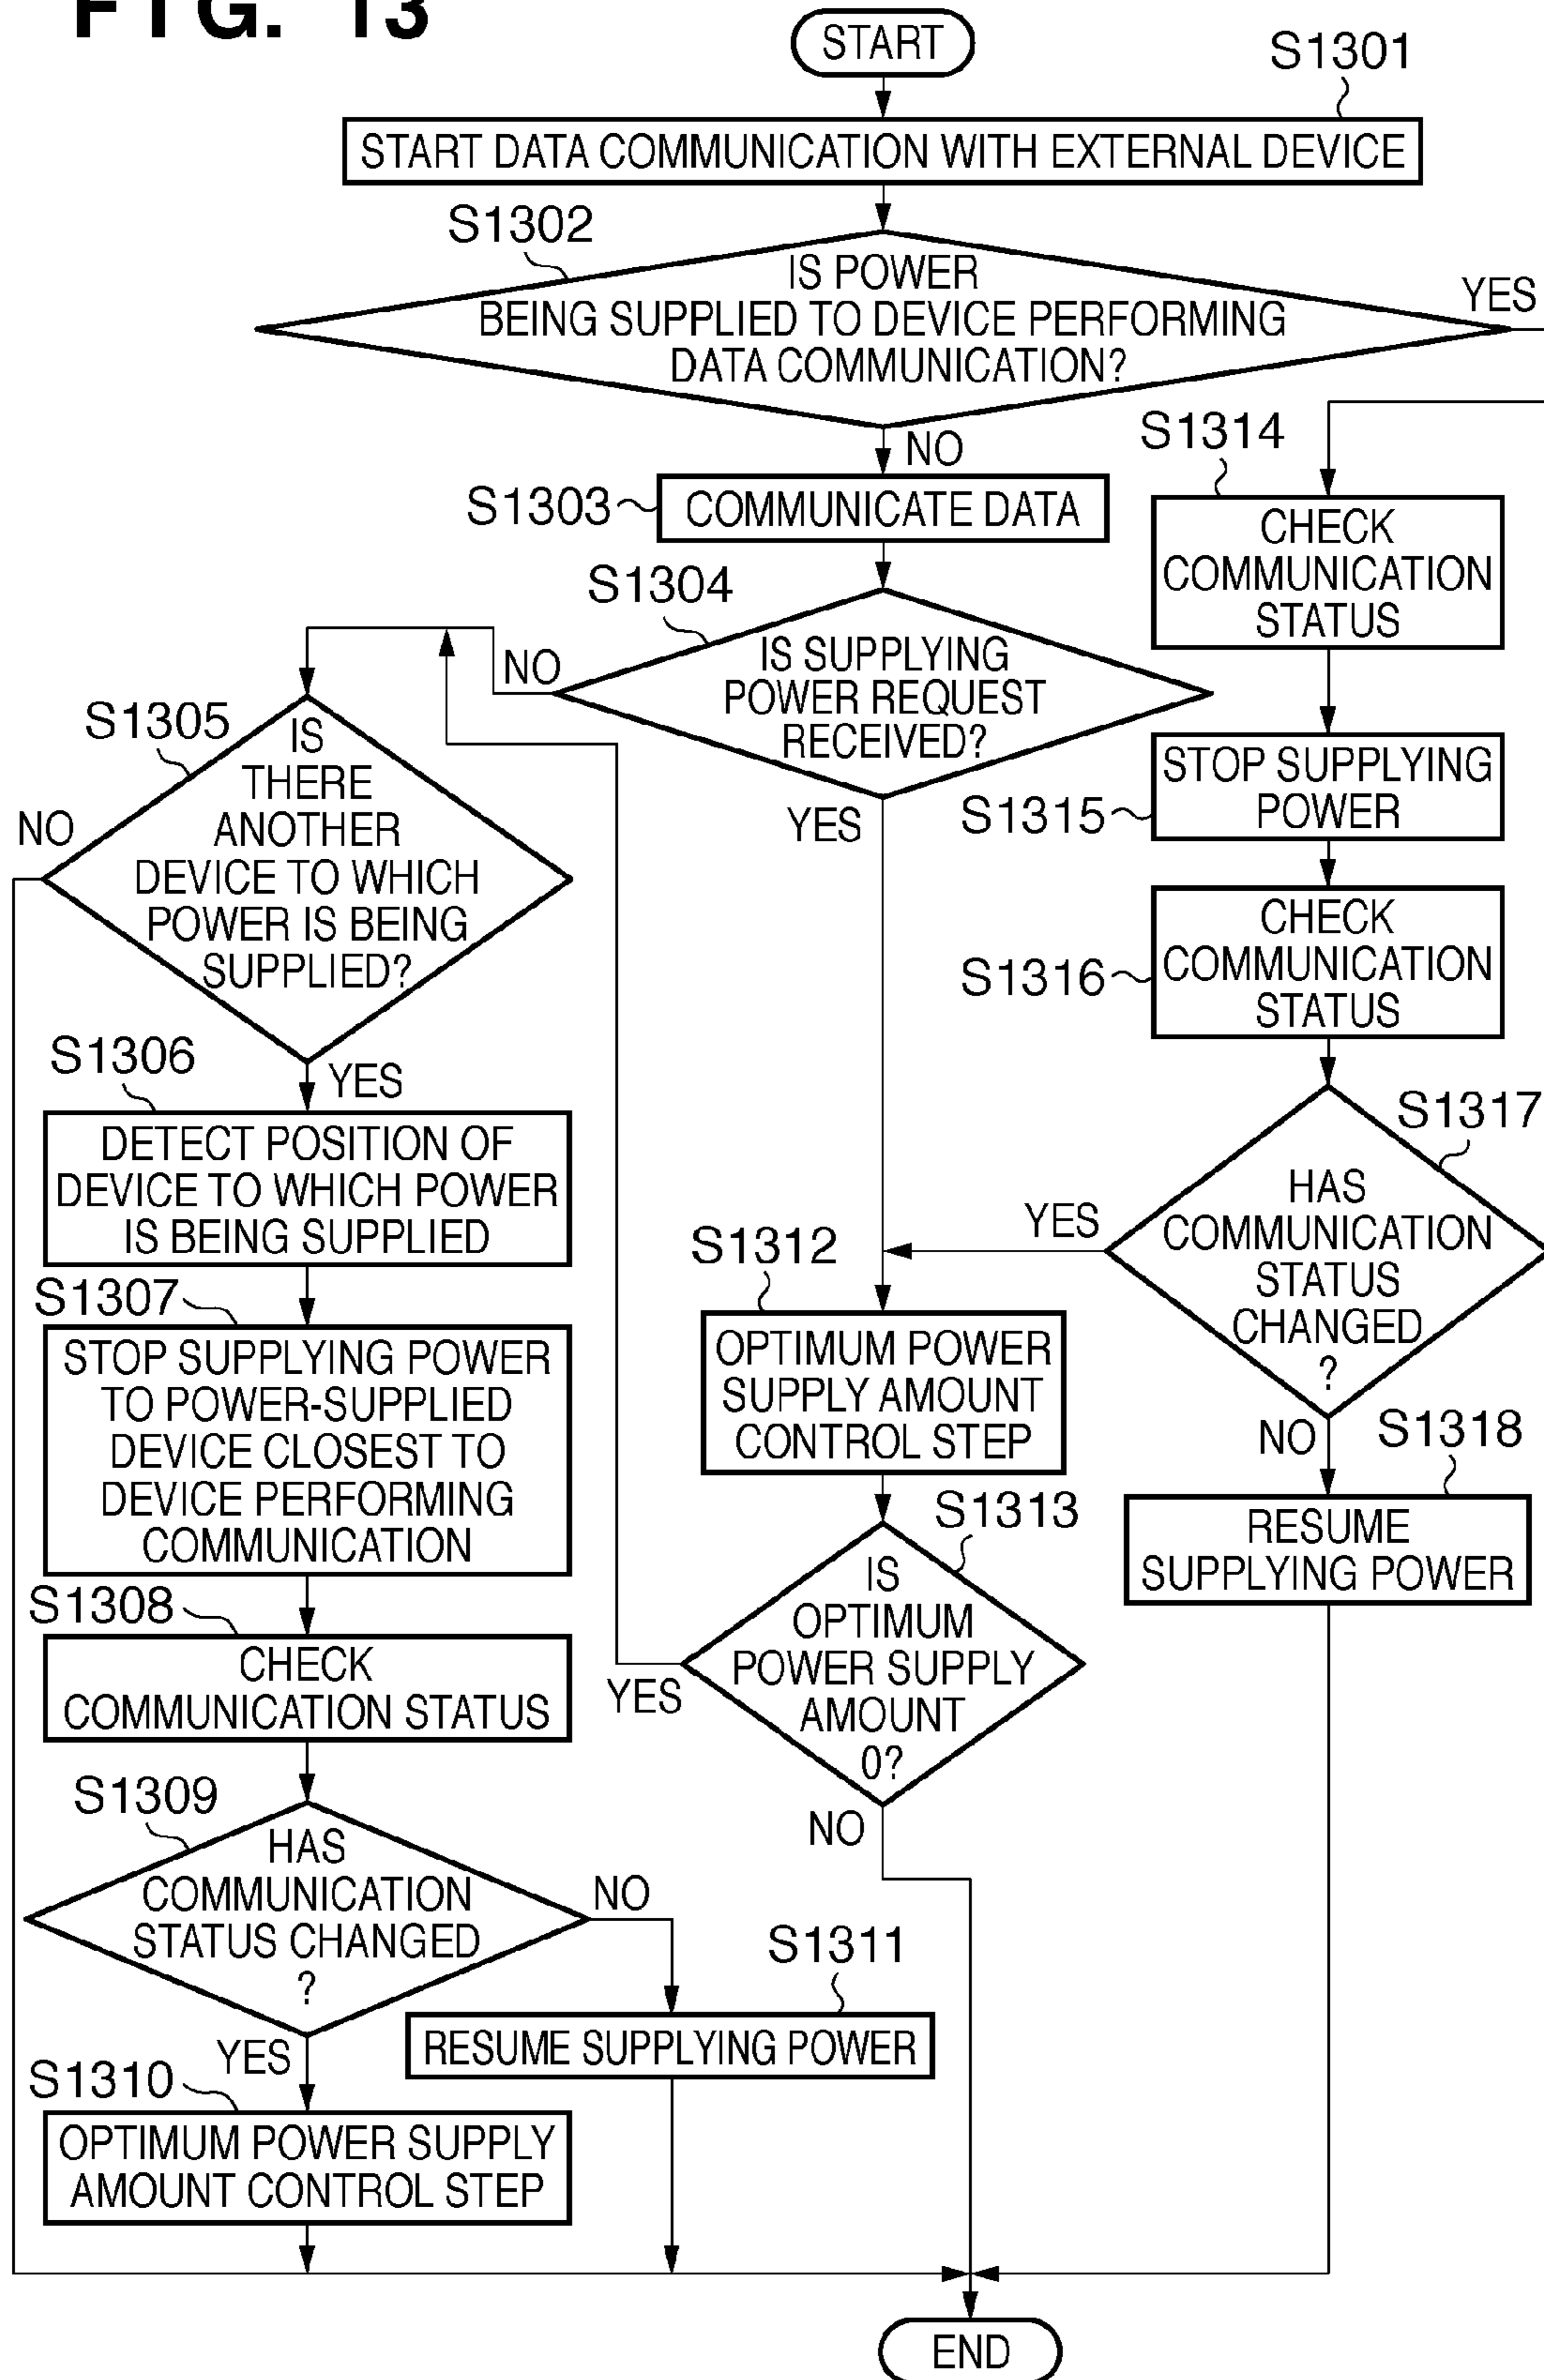 FIG. 13
START
S1301
START DATA COMMUNICATION WITH EXTERNAL DEVICE
S1302
IS POWER
BEING SUPPLIED TO DEVICE PERFORMING
DATA COMMUNICATION?
YES
NO
S1303
COMMUNICATE DATA
S1304
IS SUPPLYING
POWER REQUEST
RECEIVED?
NO
YES
S1305
IS
THERE
ANOTHER
DEVICE TO WHICH
POWER IS BEING
SUPPLIED?
NO
YES
S1306
DETECT POSITION OF
DEVICE TO WHICH POWER
IS BEING SUPPLIED
S1307
STOP SUPPLYING POWER
TO POWER-SUPPLIED
DEVICE CLOSEST TO
DEVICE PERFORMING
COMMUNICATION
S1308
CHECK
COMMUNICATION STATUS
S1309
HAS
COMMUNICATION
STATUS CHANGED
?
NO
YES
S1310
OPTIMUM POWER SUPPLY
AMOUNT CONTROL STEP
S1311
RESUME SUPPLYING POWER
S1312
OPTIMUM POWER
SUPPLY AMOUNT
CONTROL STEP
S1313
IS
OPTIMUM
POWER SUPPLY
AMOUNT
0?
YES
NO
S1314
CHECK
COMMUNICATION
STATUS
S1315
STOP SUPPLYING
POWER
S1316
CHECK
COMMUNICATION
STATUS
S1317
HAS
COMMUNICATION
STATUS
CHANGED
?
YES
NO
S1318
RESUME
SUPPLYING POWER
END